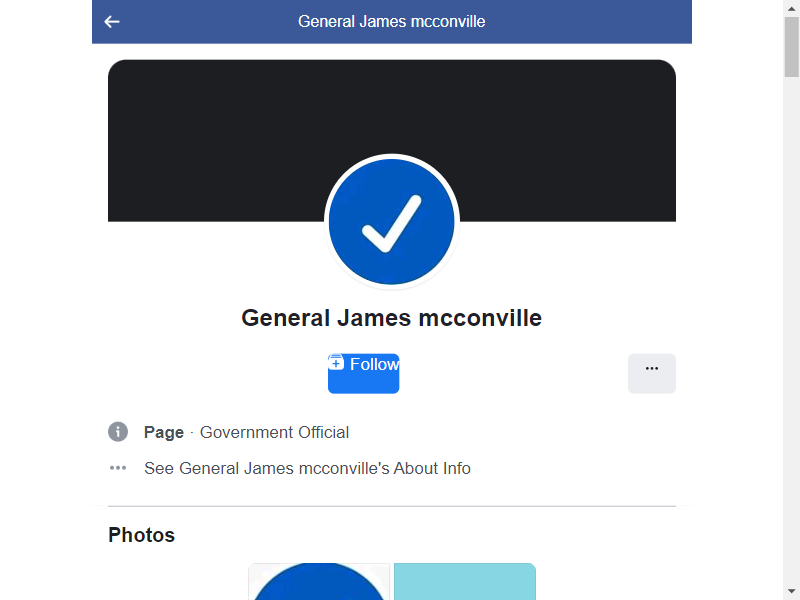 General James mcconville
General James mcconville
Follow
Page · Government Official
See General James mcconville's About Info
Photos